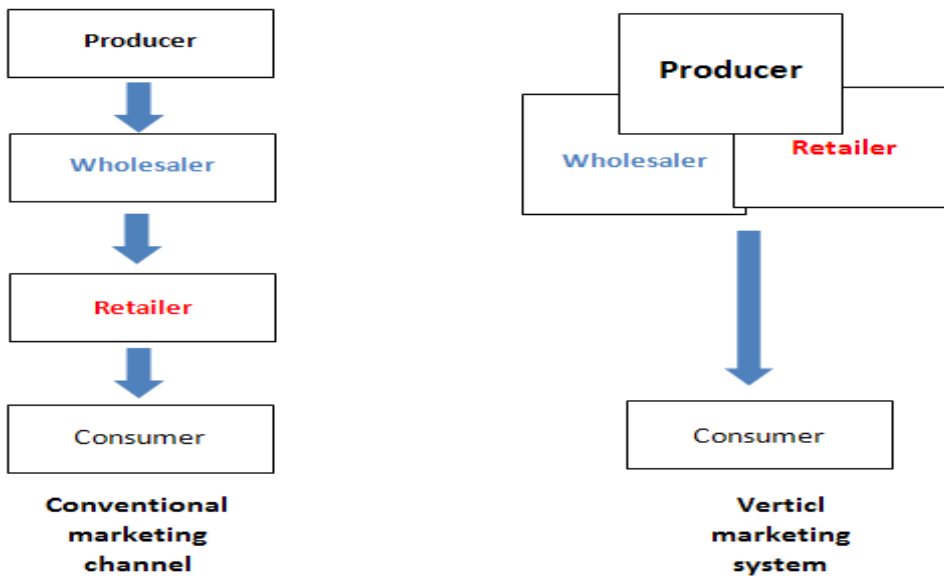 Producer
Wholesaler
Retailer
Consumer
Conventional
marketing
channel
Producer
Wholesaler
Retailer
Consumer
Verticl
marketing
system